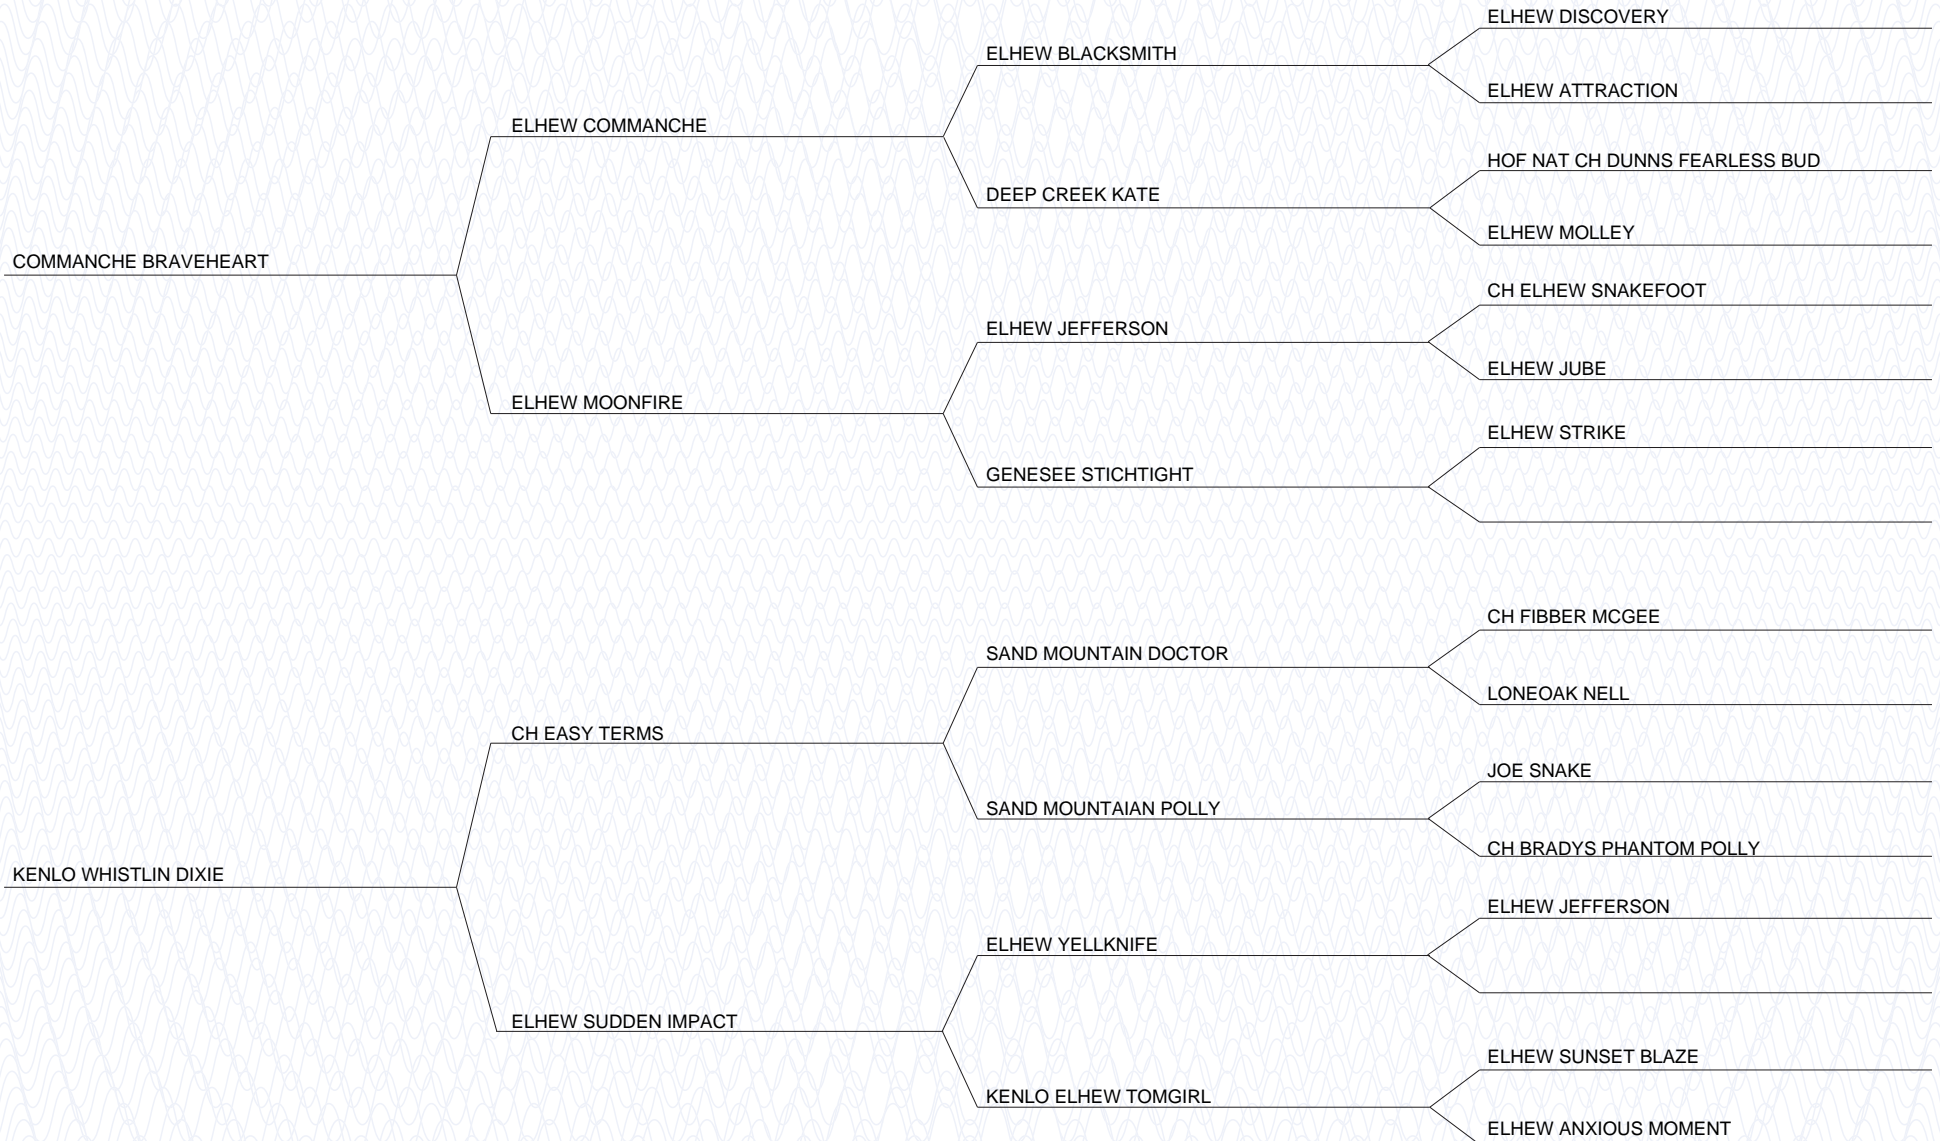 ELHEW DISCOVERY
ELHEW BLACKSMITH
ELHEW ATTRACTION
ELHEW COMMANCHE
HOF NAT CH DUNNS FEARLESS BUD
DEEP CREEK KATE
ELHEW MOLLEY
COMMANCHE BRAVEHEART
CH ELHEW SNAKEFOOT
ELHEW JEFFERSON
ELHEW JUBE
ELHEW MOONFIRE
ELHEW STRIKE
GENESEE STICHTIGHT
CH FIBBER MCGEE
SAND MOUNTAIN DOCTOR
LONEOAK NELL
CH EASY TERMS
JOE SNAKE
SAND MOUNTAIAN POLLY
CH BRADYS PHANTOM POLLY
KENLO WHISTLIN DIXIE
ELHEW JEFFERSON
ELHEW YELLKNIFE
ELHEW SUDDEN IMPACT
ELHEW SUNSET BLAZE
KENLO ELHEW TOMGIRL
ELHEW ANXIOUS MOMENT